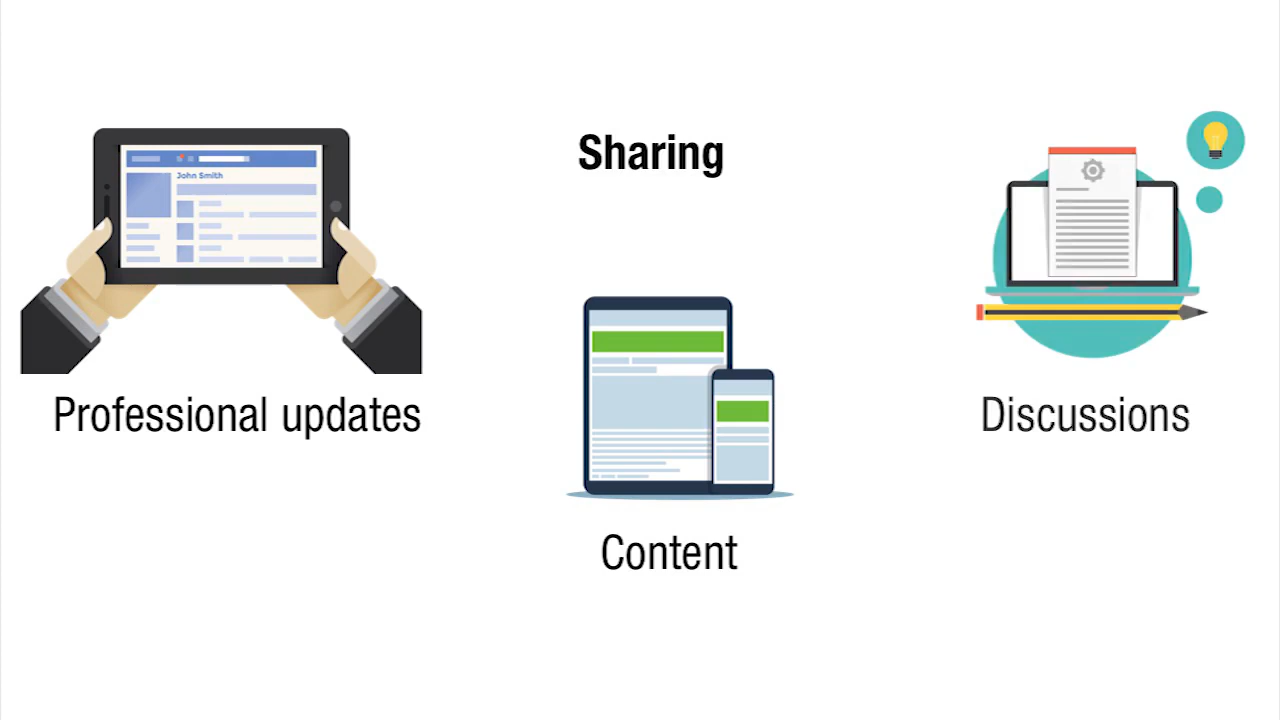 Sharing
John Smith
Professional updates
Discussions
Content